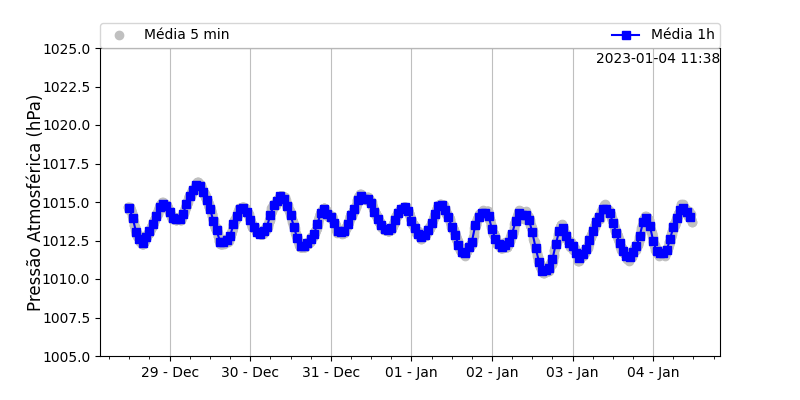 Média 5 min
Média 1h
2023-01-04 11:38
Pressão Atmosférica (hPa)
1025.0
1022.5
1020.0
1017.5
1015.0
1012.5
1010.0
1007.5
1005.0
29 - Dec
30 - Dec
31 - Dec
01 - Jan
02 - Jan
03 - Jan
04 - Jan